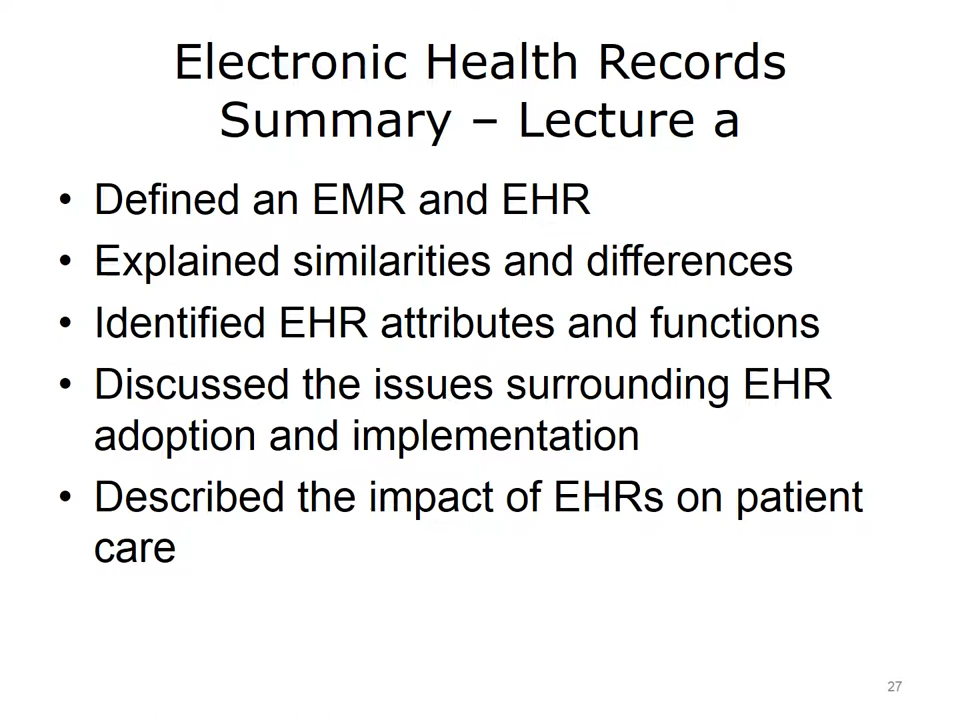 Electronic Health Records
Summary – Lecture a
• Defined an EMR and EHR
• Explained similarities and differences
• Identified EHR attributes and functions
• Discussed the issues surrounding EHR
adoption and implementation
• Described the impact of EHRs on patient
care
27